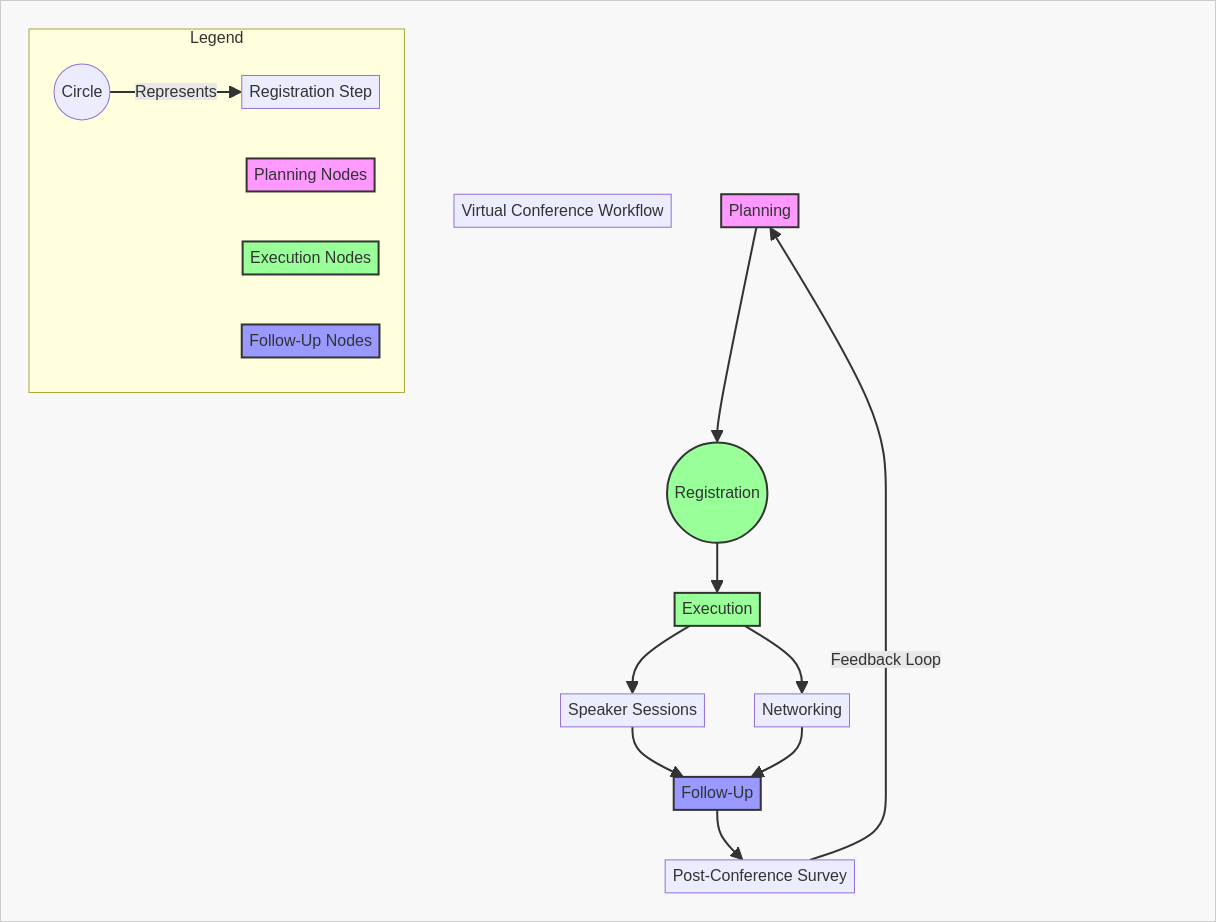 Legend
Circle
Represents
Registration Step
Planning Nodes
Execution Nodes
Follow-Up Nodes
Virtual Conference Workflow
Planning
Registration
Execution
Feedback Loop
Speaker Sessions
Networking
Follow-Up
Post-Conference Survey